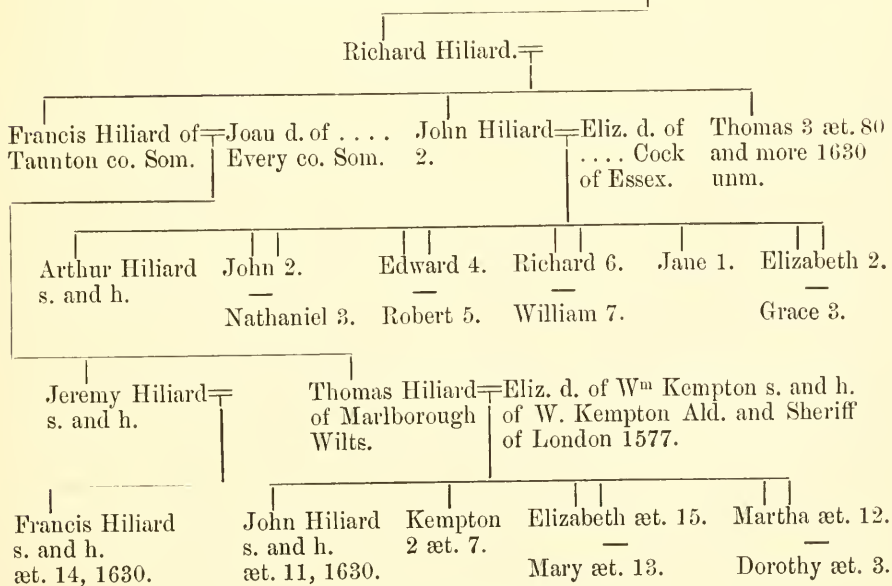 Richard Hiliard.
Francis Hiliard of
Taunton co. Som.
Joau d. of . . . .
Every co. Som.
John Hiliard
2.
Eliz. d. of
. . . . Cock
of Essex.
Thomas 3 æt. 80
and more 1630
unm.
Arthur Hiliard
s. and h.
John 2.
—
Nathaniel 3.
Edward 4.
—
Robert 5.
Richard 6.
—
William 7.
Jane 1.
Elizabeth 2.
—
Grace 3.
Jeremy Hiliard
s. and h.
Thomas Hiliard
of Marlborough
Wilts.
Eliz. d. of Wᵐ Kempton s. and h.
of W. Kempton Ald. and Sheriff
of London 1577.
Francis Hiliard
s. and h.
æt. 14, 1630.
John Hiliard
s. and h.
æt. 11, 1630.
Kempton
2 æt. 7.
Elizabeth æt. 15.
—
Mary æt. 13.
Martha æt. 12.
—
Dorothy æt. 3.